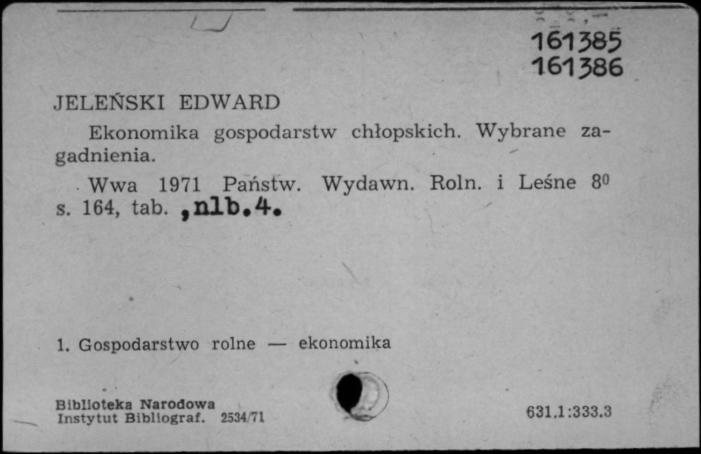 161385
161386
JELEŃSKI EDWARD
Ekonomika gospodarstw chłopskich. Wybrane za-
gadnienia.
Wwa 1971 Państw. Wydawn. Roln. i Leśne 8⁰
s. 164, tab. ,nlb.4.
1. Gospodarstwo rolne — ekonomika
Biblioteka Narodowa
Instytut Bibliograf. 2534/71
631.1:333.3